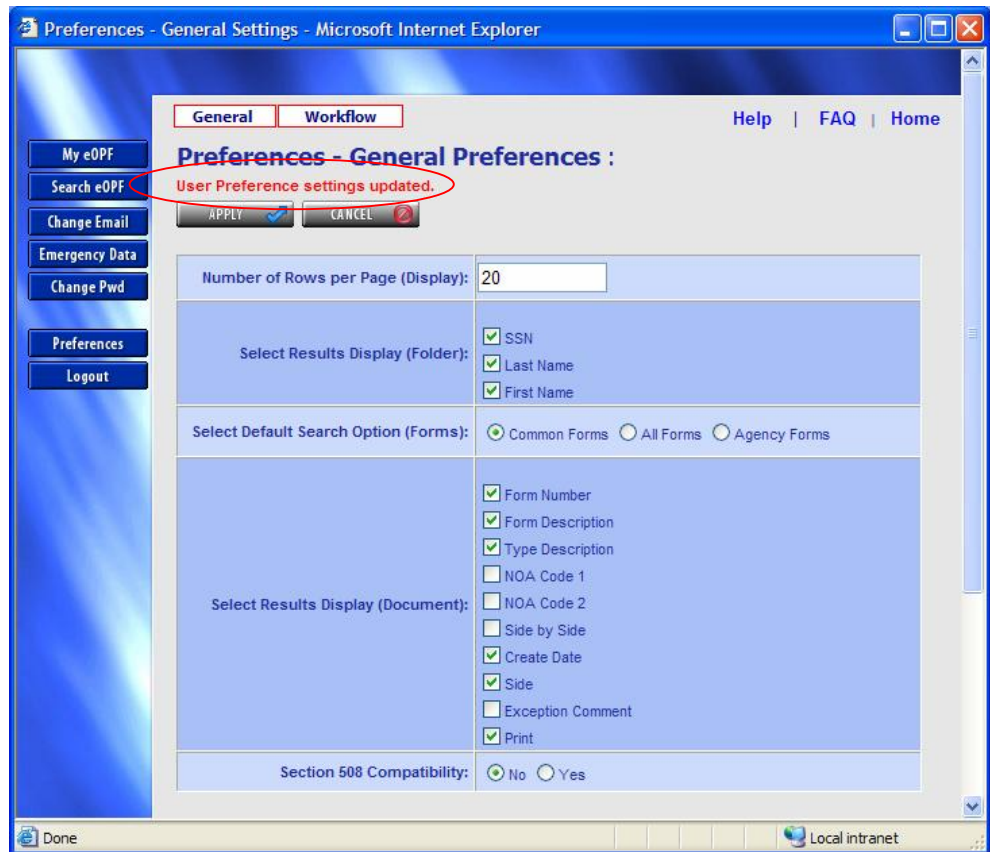 Preferences - General Settings - Microsoft Internet Explorer
General Workflow
Help | FAQ | Home
My eOPF
Search eOPF
Change Email
Emergency Data
Change Pwd
Preferences
Logout
Preferences - General Preferences :
User Preference settings updated.
APPLY CANCEL
Number of Rows per Page (Display): 20
Select Results Display (Folder):
SSN
Last Name
First Name
Select Default Search Option (Forms): Common Forms All Forms Agency Forms
Select Results Display (Document):
Form Number
Form Description
Type Description
NOA Code 1
NOA Code 2
Side by Side
Create Date
Side
Exception Comment
Print
Section 508 Compatibility: No Yes
Done Local intranet